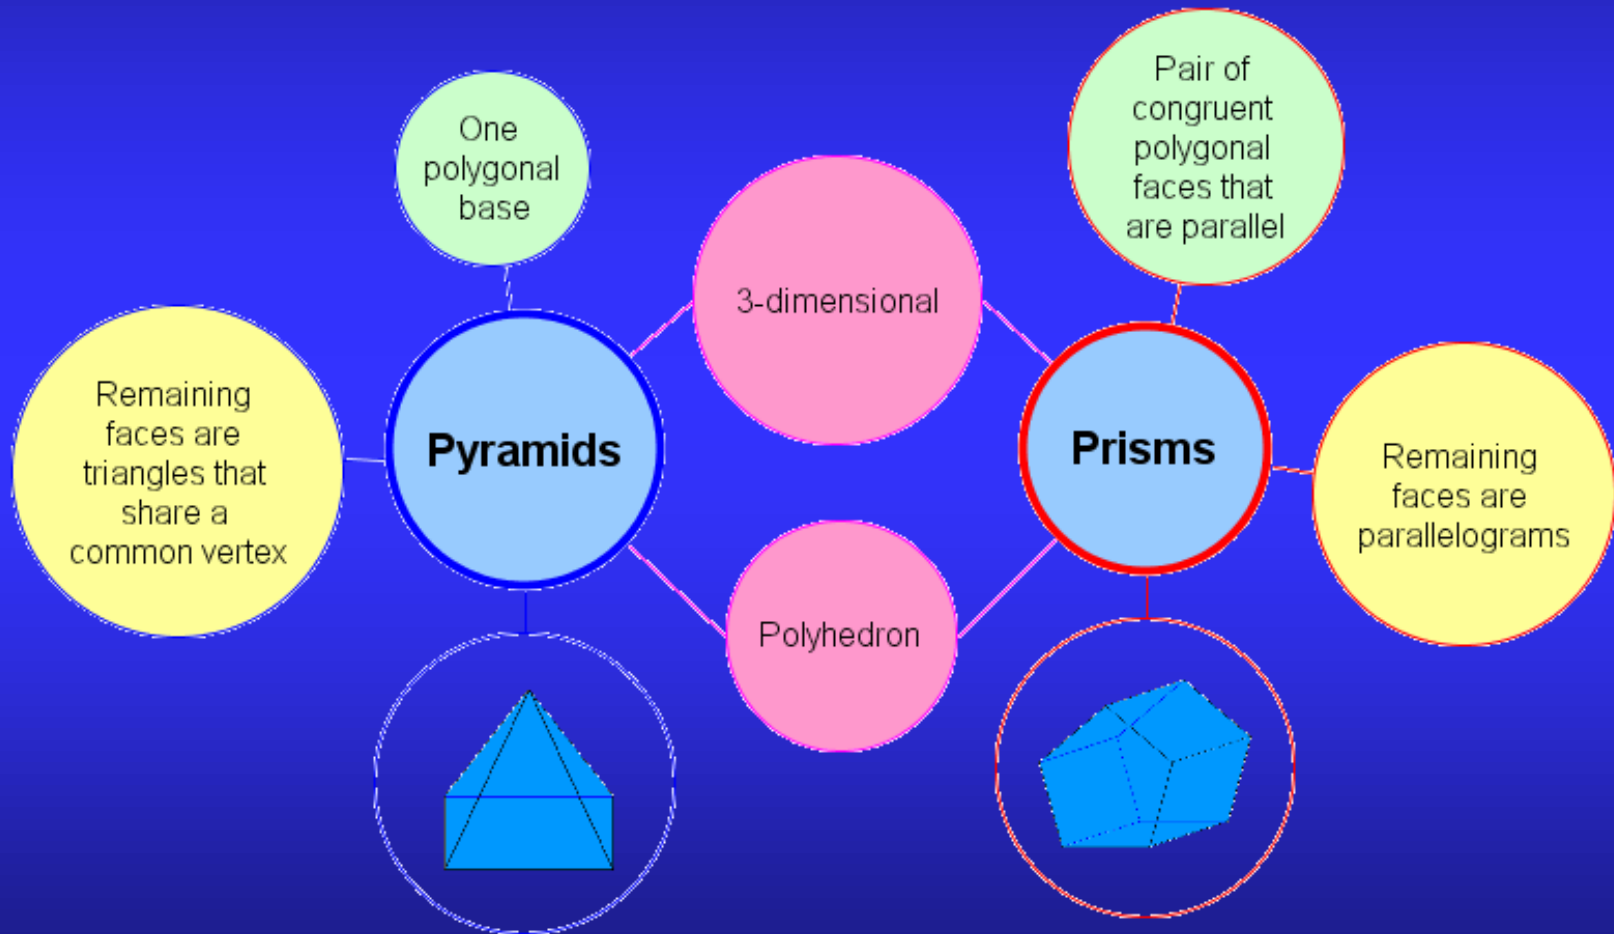 One
polygonal
base
Remaining
faces are
triangles that
share a
common vertex
Pyramids
3-dimensional
Polyhedron
Prisms
Pair of
congruent
polygonal
faces that
are parallel
Remaining
faces are
parallelograms